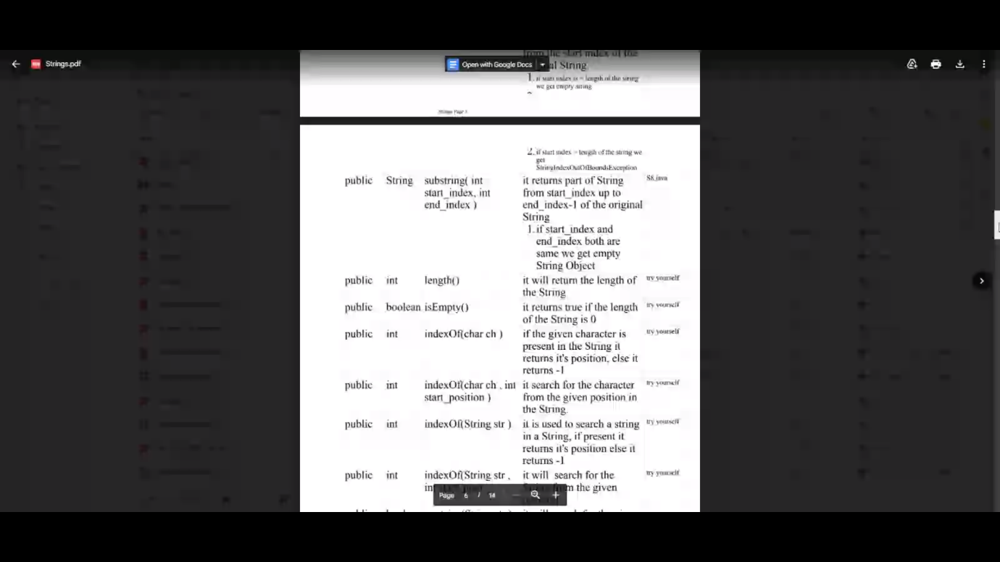 Strings.pdf
Open with Google Docs
from the start index of the
al String
1. if start index is = length of the string
we get empty string
Strings Page
2. if start index > length of the string we
get
StringIndexOutOfBoundsException
public String substring( int start_index, int end_index ) S8.java
it returns part of String
from start_index up to
end_index-1 of the original
String
1. if start_index and
end_index both are
same we get empty
String Object
public int length() it will return the length of try yourself
the String
public boolean isEmpty() it returns true if the length try yourself
of the String is 0
public int indexOf(char ch ) if the given character is try yourself
present in the String it
returns it's position, else it
returns -1
public int indexOf(char ch , int it search for the character try yourself
start_position ) from the given position in
the String.
public int indexOf(String str ) it is used to search a string try yourself
in a String, if present it
returns it's position else it
returns -1
public int indexOf(String str , it will search for the try yourself
from the given
Page 6 / 14